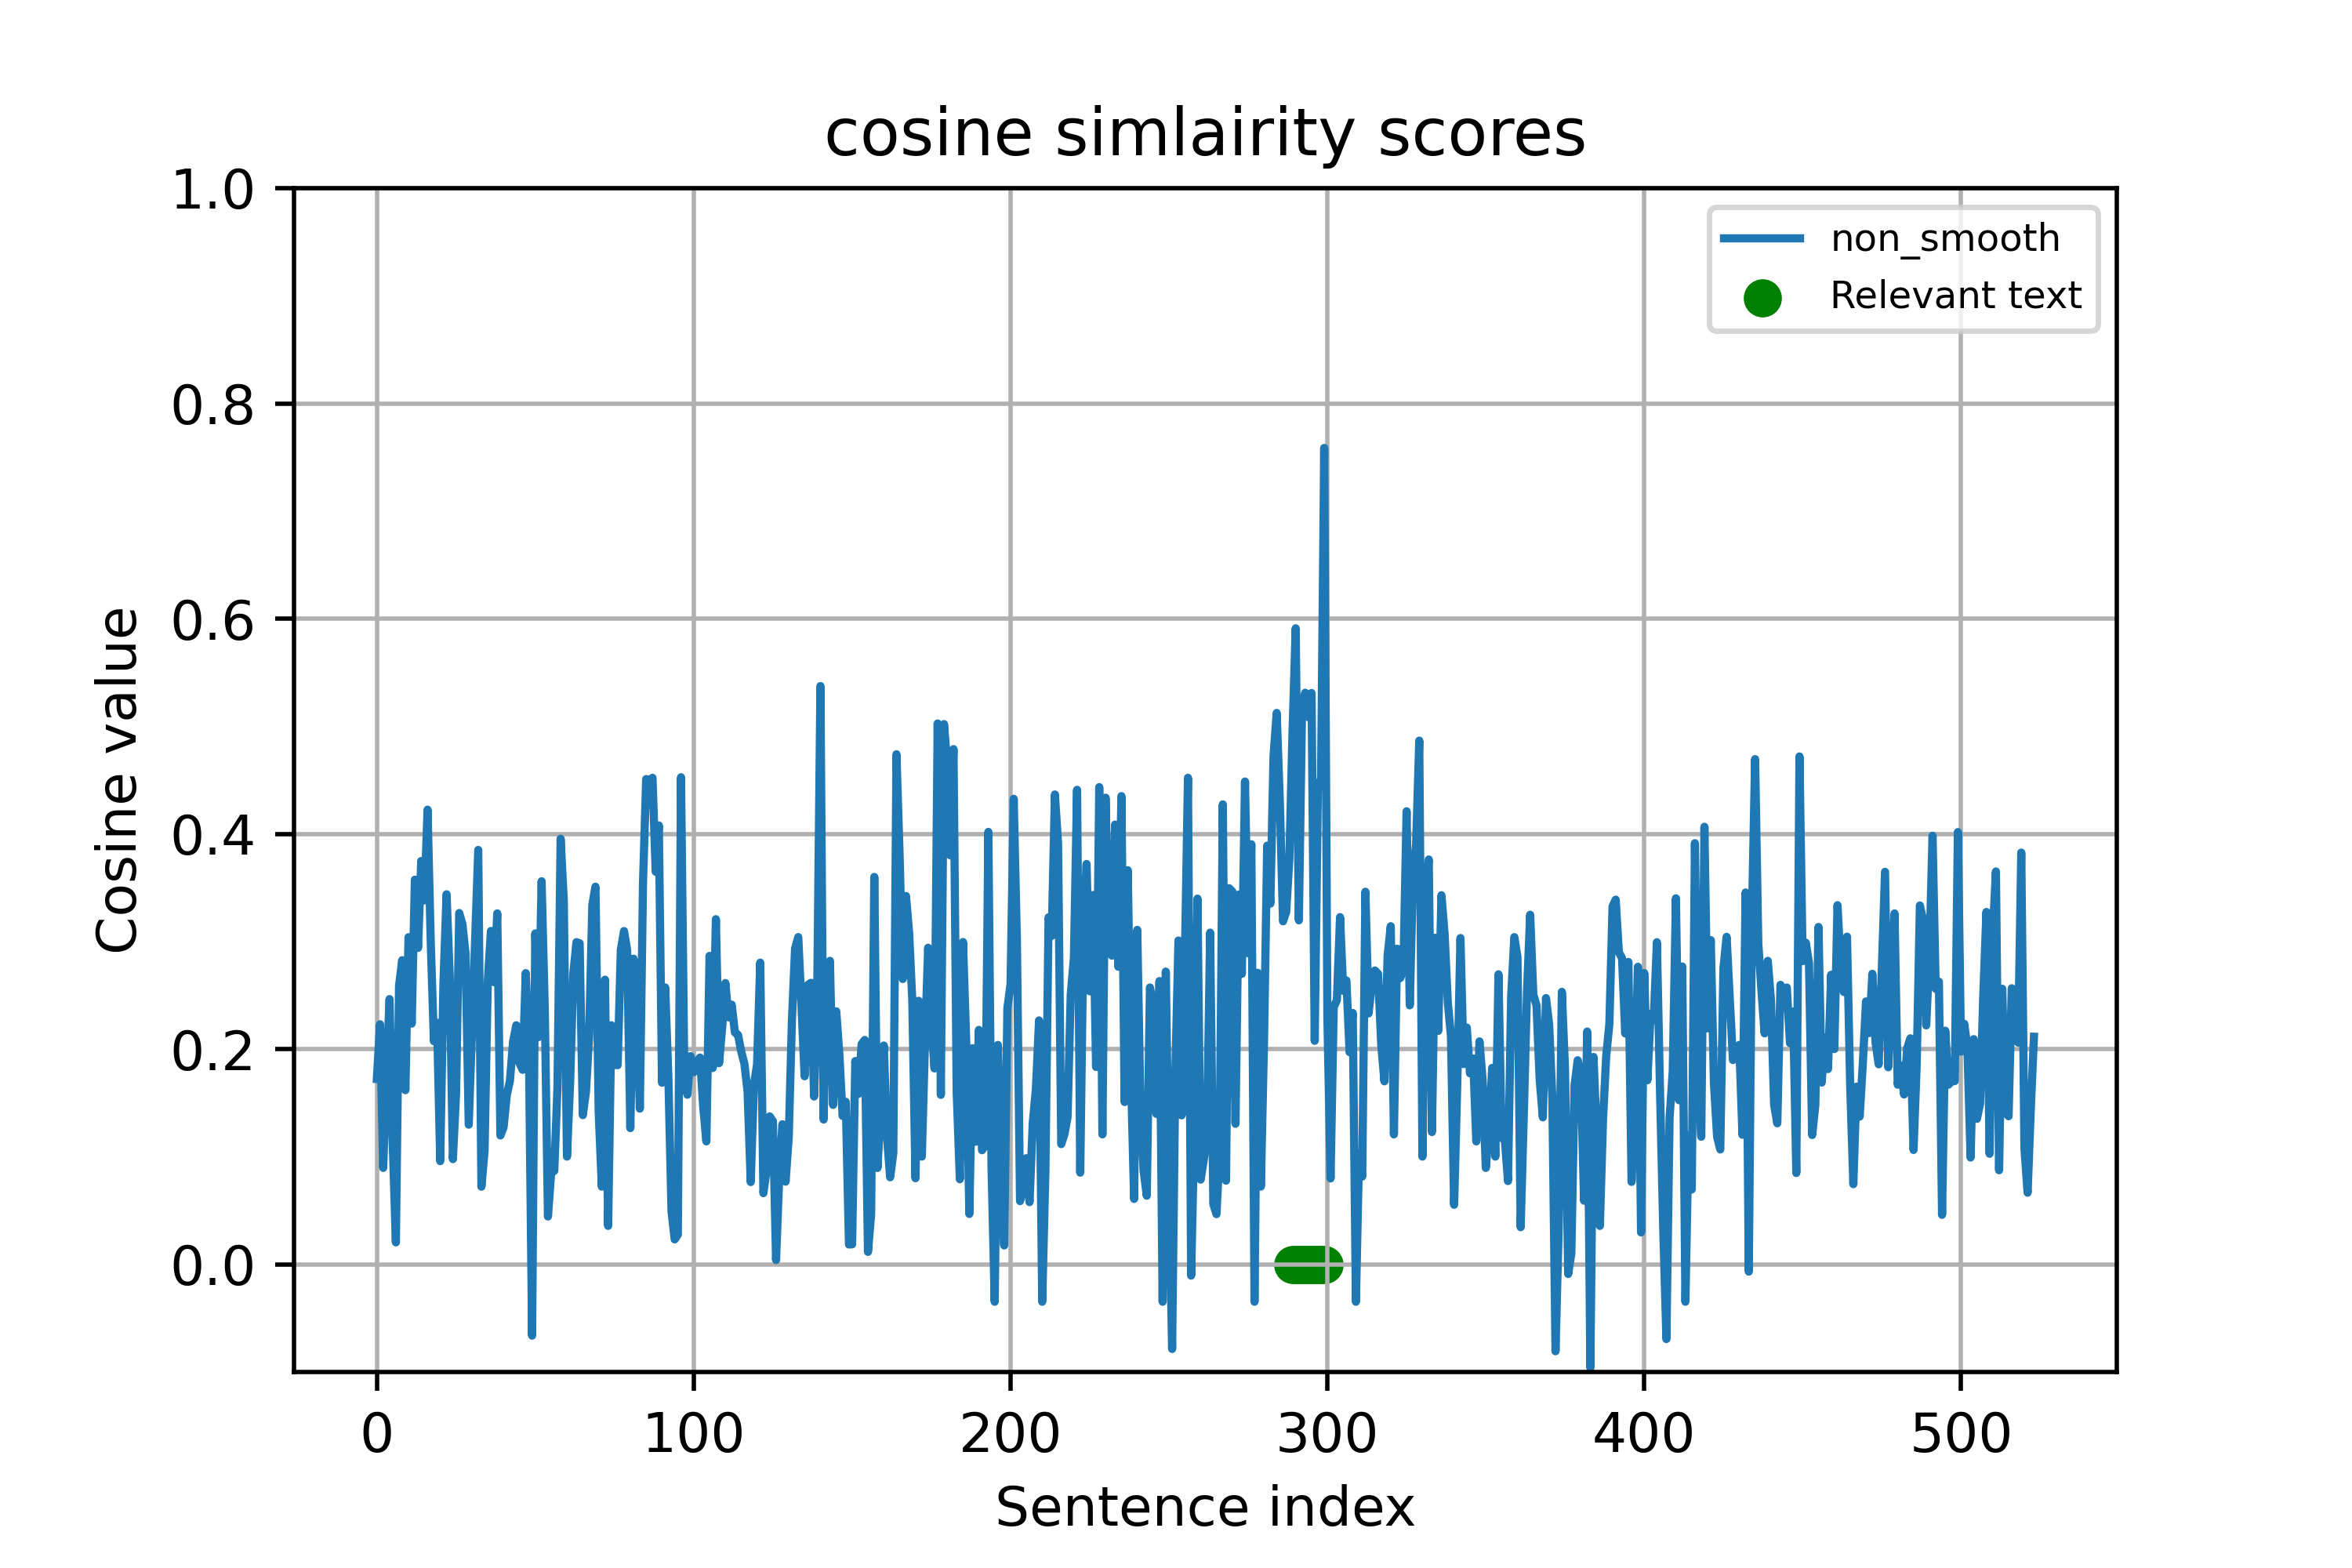 cosine simlairity scores
1.0
0.8
0.6
0.4
0.2
0.0
Cosine value
non_smooth
Relevant text
0 100 200 300 400 500
Sentence index